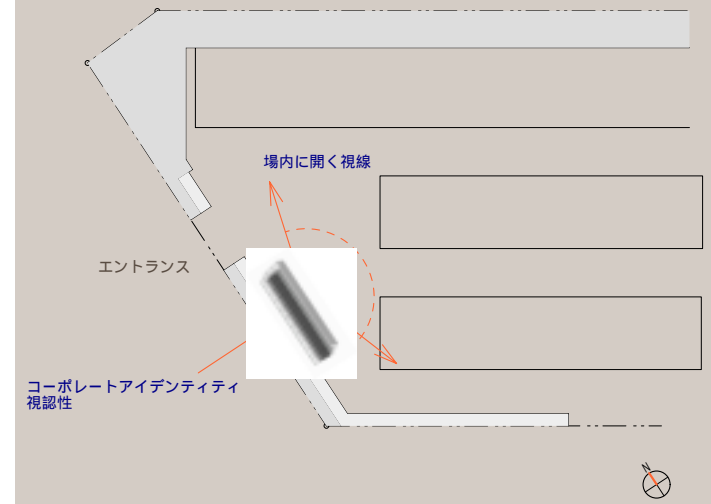 場内に開く視線
エントランス
コーポレートアイデンティティ
視認性
N